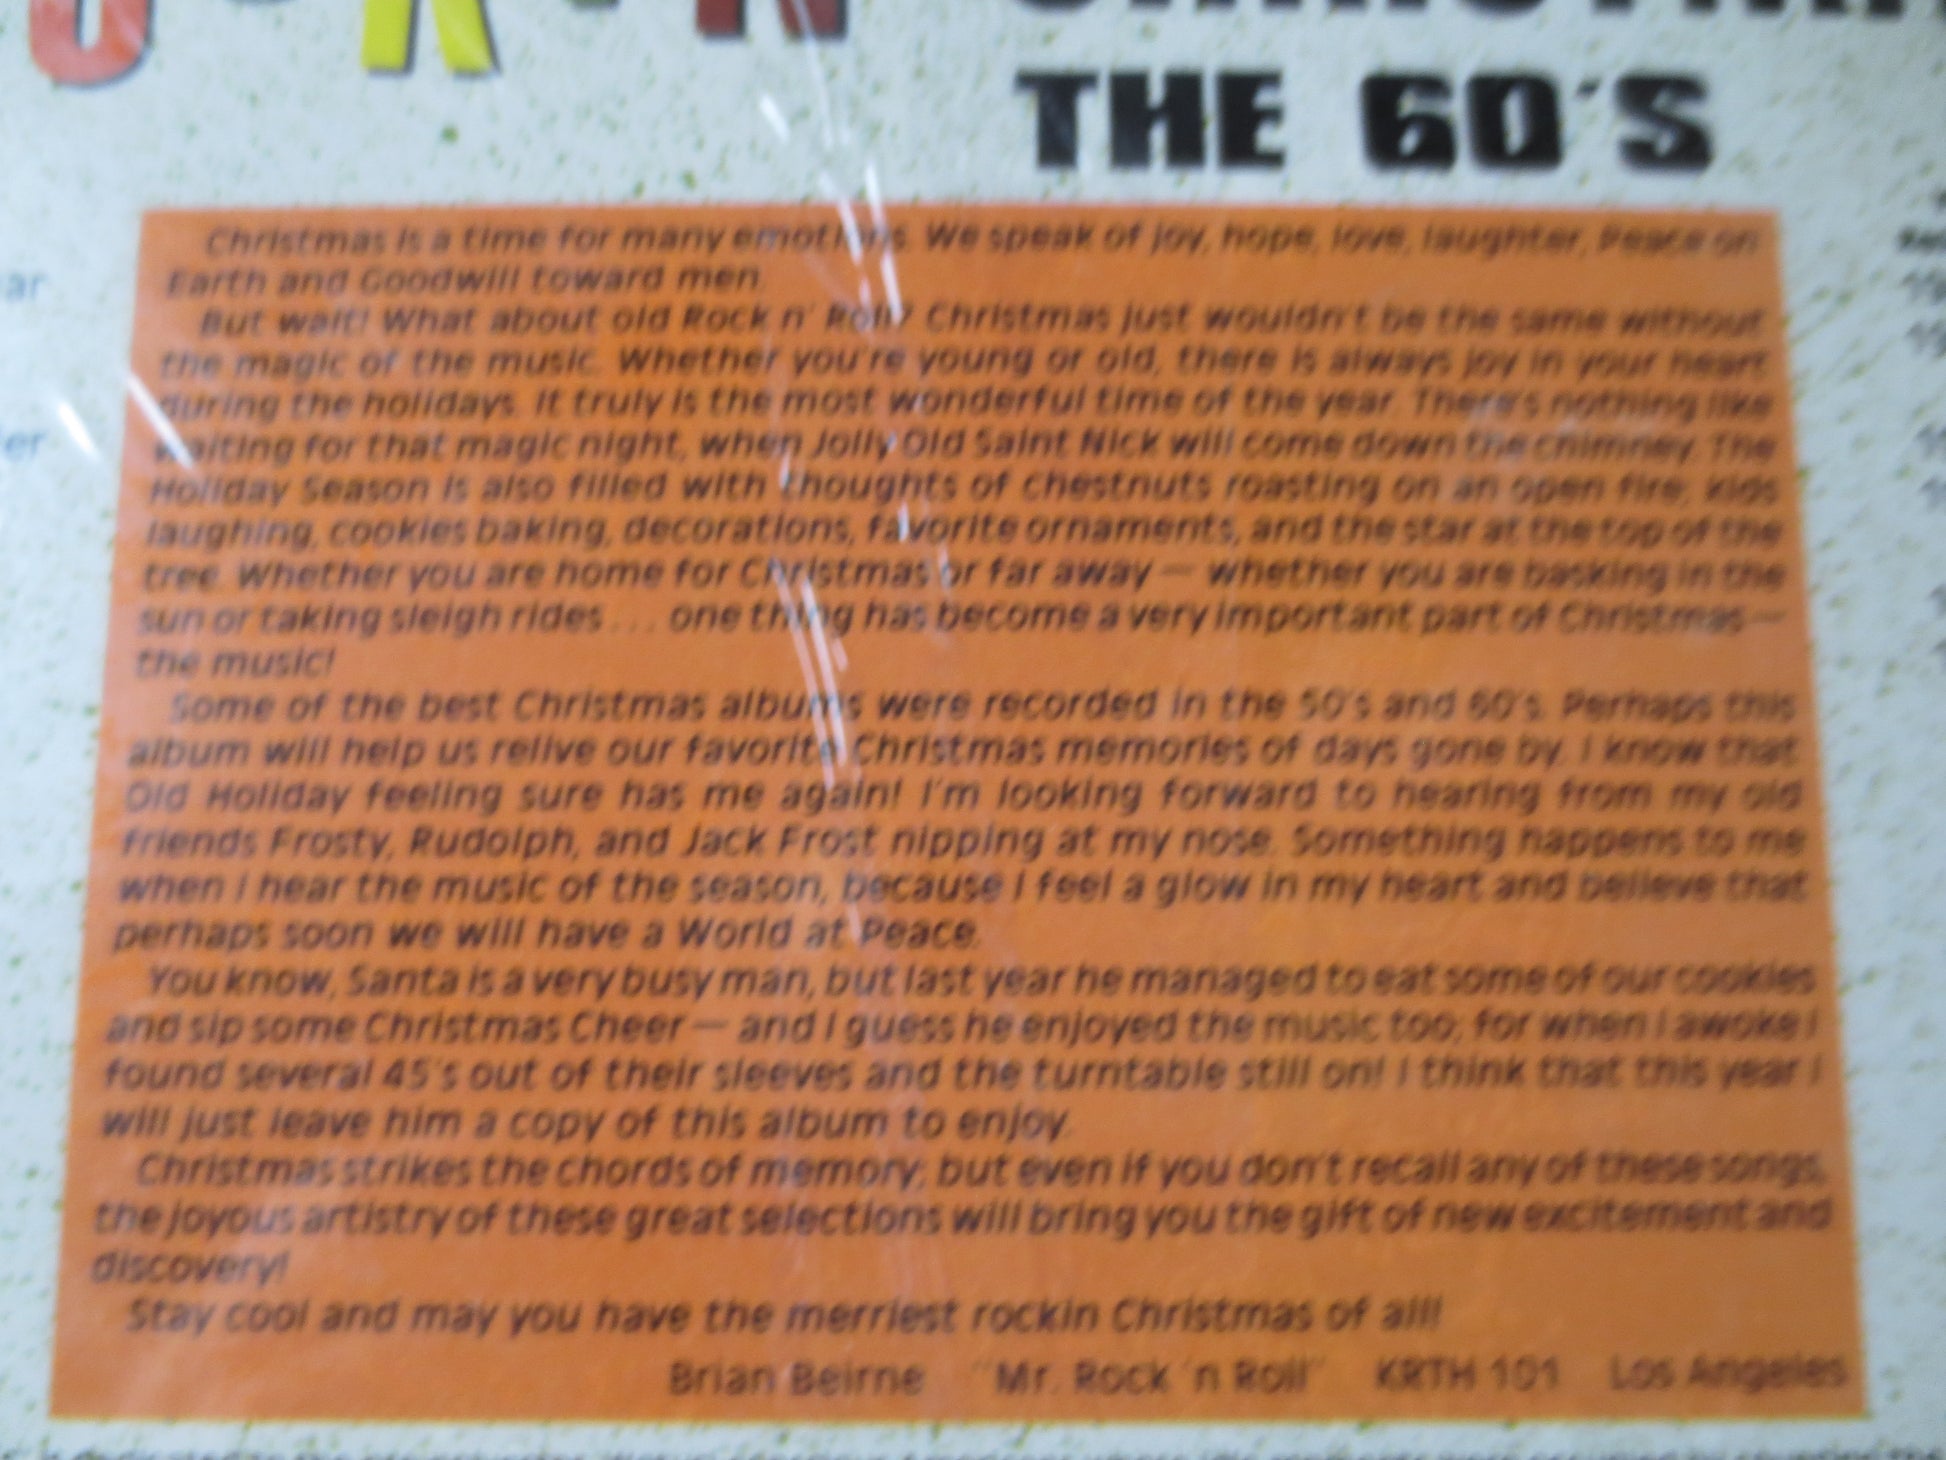 THE 60'S
Christmas is a time for many emotions. We speak of joy, hope, love, laughter, Peace on
Earth and Goodwill toward men.
But wait! What about old Rock n' Roll? Christmas just wouldn't be the same without
the magic of the music. Whether you're young or old, there is always joy in your heart
during the holidays. It truly is the most wonderful time of the year. There's nothing like
waiting for that magic night, when Jolly Old Saint Nick will come down the chimney. The
Holiday Season is also filled with thoughts of chestnuts roasting on an open fire, kids
laughing, cookies baking, decorations, favorite ornaments, and the star at the top of the
tree. Whether you are home for Christmas or far away — whether you are basking in the
sun or taking sleigh rides . . . one thing has become a very important part of Christmas —
the music!
Some of the best Christmas albums were recorded in the 50's and 60's. Perhaps this
album will help us relive our favorite Christmas memories of days gone by. I know that
Old Holiday feeling sure has me again! I'm looking forward to hearing from my old
friends Frosty, Rudolph, and Jack Frost nipping at my nose. Something happens to me
when I hear the music of the season, because I feel a glow in my heart and believe that
perhaps soon we will have a World at Peace.
You know, Santa is a very busy man, but last year he managed to eat some of our cookies
and sip some Christmas Cheer — and I guess he enjoyed the music too; for when I awoke I
found several 45's out of their sleeves and the turntable still on! I think that this year I
will just leave him a copy of this album to enjoy.
Christmas strikes the chords of memory; but even if you don't recall any of these songs,
the joyous artistry of these great selections will bring you the gift of new excitement and
discovery!
Stay cool and may you have the merriest rockin Christmas of all!
Brian Beirne "Mr. Rock 'n Roll" KRTH 101 Los Angeles